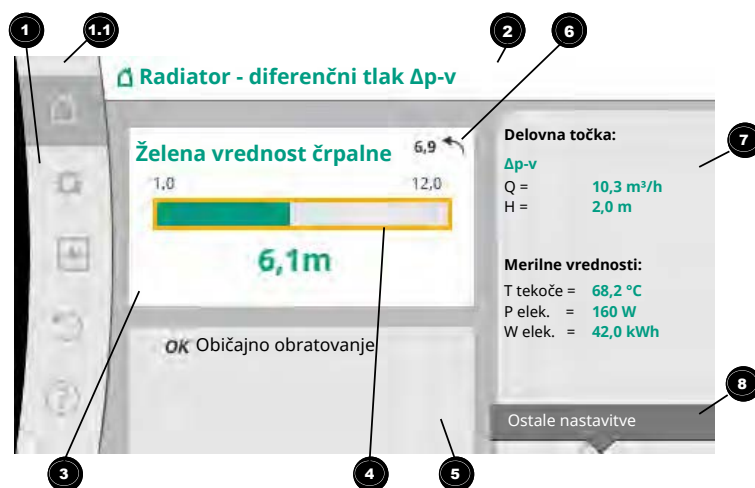 1
1.1
2
6
Radiator - diferenčni tlak Δp-v
Želena vrednost črpalne
6,9
1,0
12,0
6,1m
OK Običajno obratovanje
Delovna točka:
Δp-v
Q = 10,3 m³/h
H = 2,0 m
Merilne vrednosti:
T tekoče = 68,2 °C
P elek. = 160 W
W elek. = 42,0 kWh
7
Ostale nastavitve
8
3
4
5